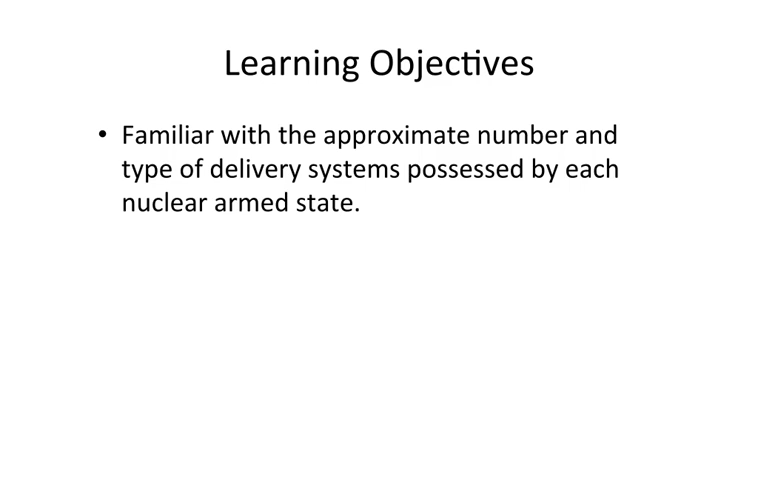 Learning Objectives
• Familiar with the approximate number and
type of delivery systems possessed by each
nuclear armed state.